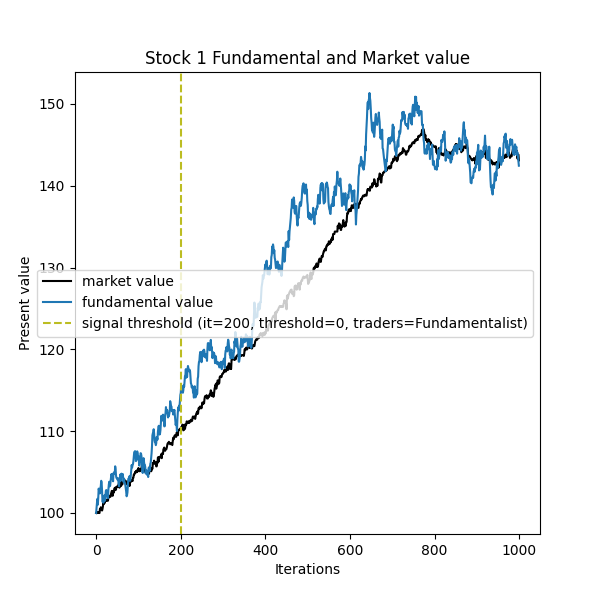 Stock 1 Fundamental and Market value
150
140
130
120
110
100
Present value
market value
fundamental value
signal threshold (it=200, threshold=0, traders=Fundamentalist)
0 200 400 600 800 1000
Iterations